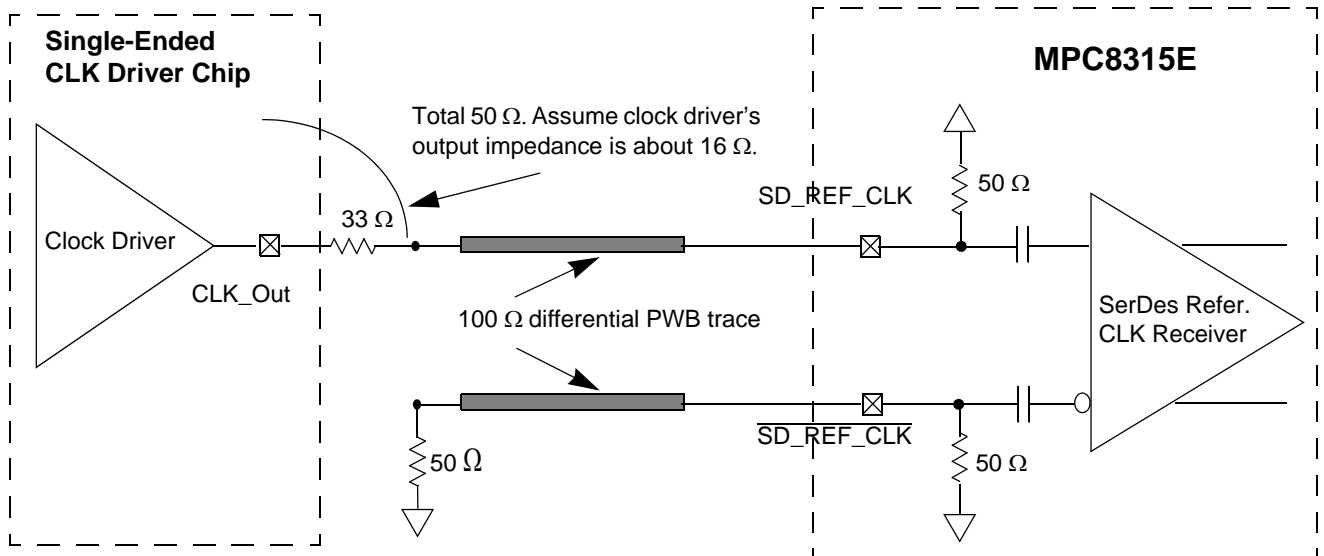 Single-Ended
CLK Driver Chip
MPC8315E
Total 50 Ω. Assume clock driver's
output impedance is about 16 Ω.
SD_REF_CLK
50 Ω
33 Ω
Clock Driver
CLK_Out
100 Ω differential PWB trace
SerDes Refer.
CLK Receiver
SD_REF_CLK
50 Ω
50 Ω